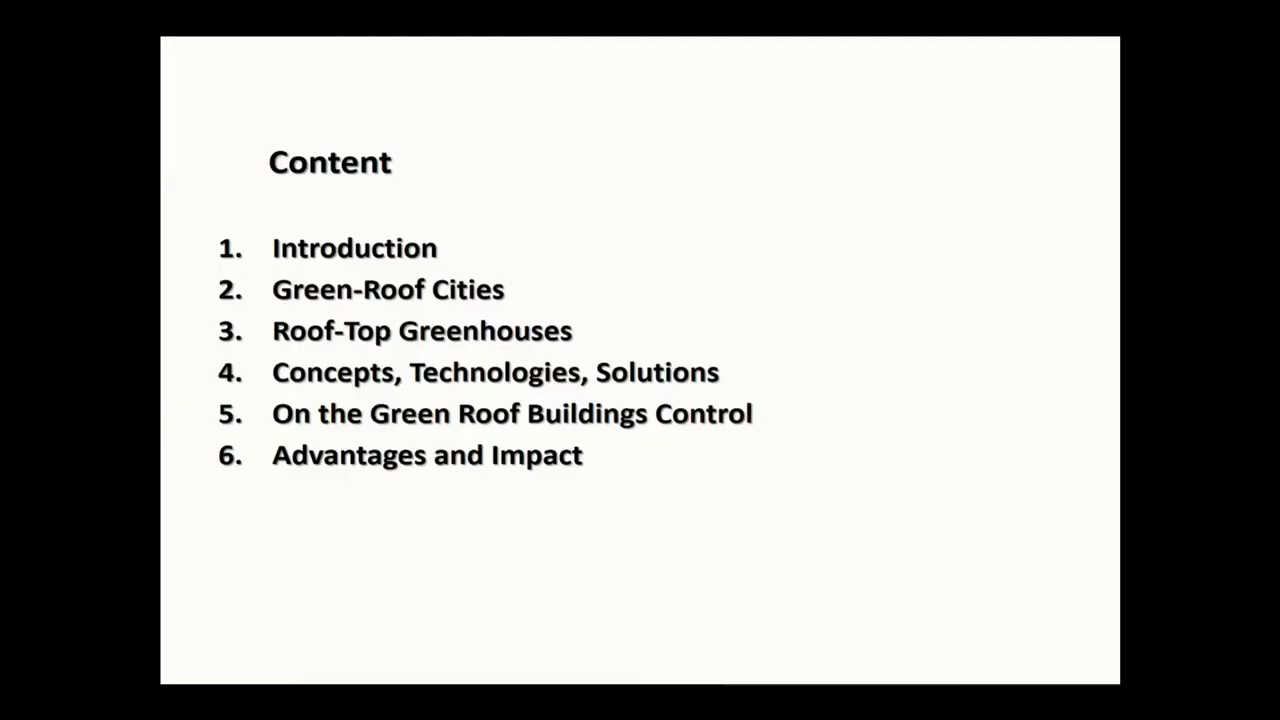 Content
1. Introduction
2. Green-Roof Cities
3. Roof-Top Greenhouses
4. Concepts, Technologies, Solutions
5. On the Green Roof Buildings Control
6. Advantages and Impact